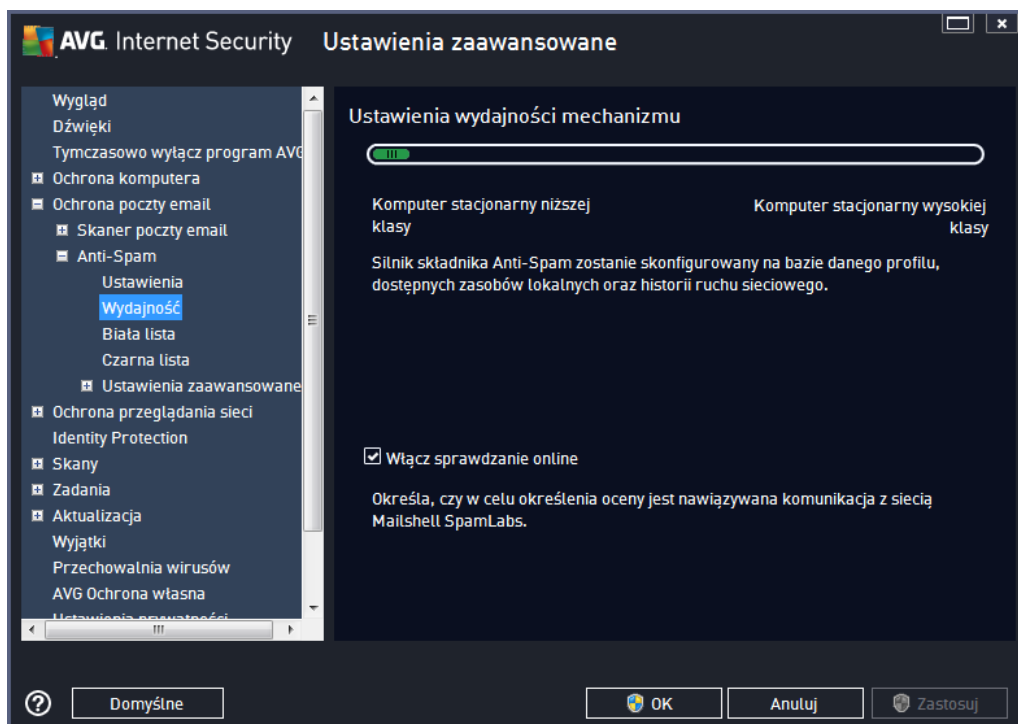 AVG. Internet Security
Ustawienia zaawansowane
Wygląd
Dźwięki
Tymczasowo wyłącz program AVG
Ochrona komputera
Ochrona poczty email
Skaner poczty email
Anti-Spam
Ustawienia
Wydajność
Biała lista
Czarna lista
Ustawienia zaawansowane
Ochrona przeglądania sieci
Identity Protection
Skany
Zadania
Aktualizacja
Wyjątki
Przechowalnia wirusów
AVG Ochrona własna
Ustawienia prywatności
Ustawienia wydajności mechanizmu
Komputer stacjonarny niższej
klasy
Komputer stacjonarny wysokiej
klasy
Silnik składnika Anti-Spam zostanie skonfigurowany na bazie danego profilu,
dostępnych zasobów lokalnych oraz historii ruchu sieciowego.
Włącz sprawdzanie online
Określa, czy w celu określenia oceny jest nawiązywana komunikacja z siecią
Mailshell SpamLabs.
?
Domyślne
OK
Anuluj
Zastosuj